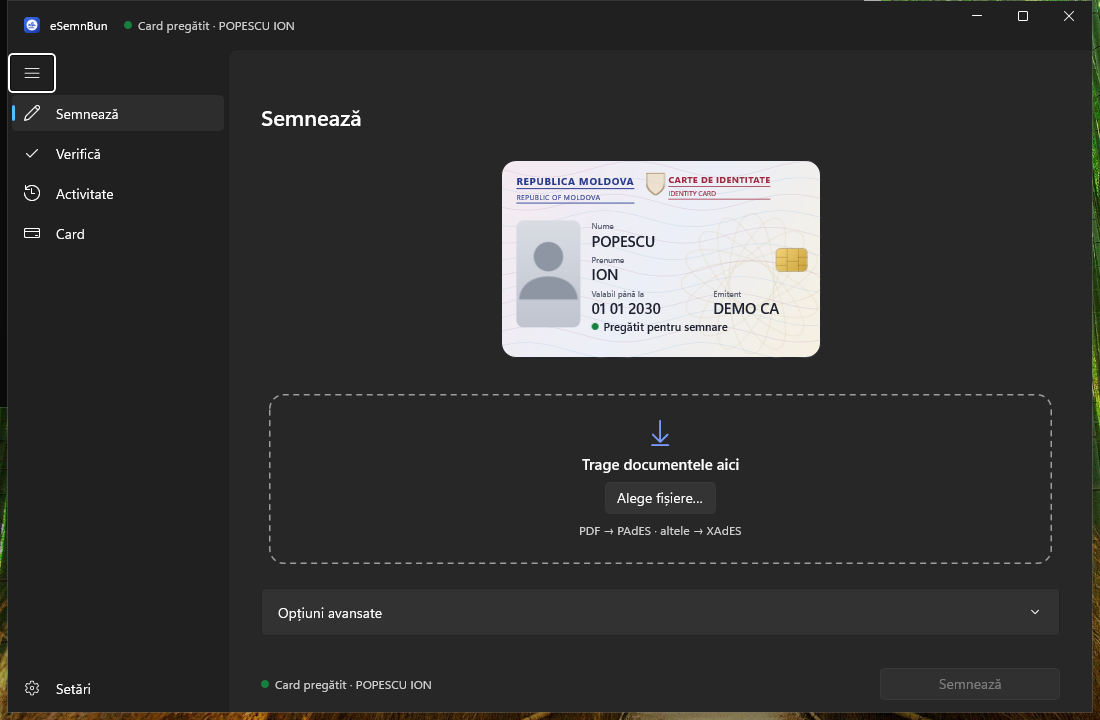 eSemnBun
Card pregătit · POPESCU ION
Semnează
Verifică
Activitate
Card
Setări
Semnează
REPUBLICA MOLDOVA
REPUBLIC OF MOLDOVA
CARTE DE IDENTITATE
IDENTITY CARD
Nume
POPESCU
Prenume
ION
Valabil până la
01 01 2030
Emitent
DEMO CA
Pregătit pentru semnare
Trage documentele aici
Alege fișiere...
PDF → PAdES · altele → XAdES
Opțiuni avansate
Card pregătit · POPESCU ION
Semnează